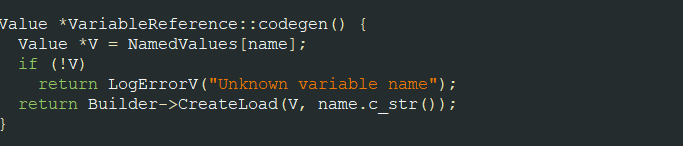 Value *VariableReference::codegen() {
  Value *V = NamedValues[name];
  if (!V)
    return LogErrorV("Unknown variable name");
  return Builder->CreateLoad(V, name.c_str());
}